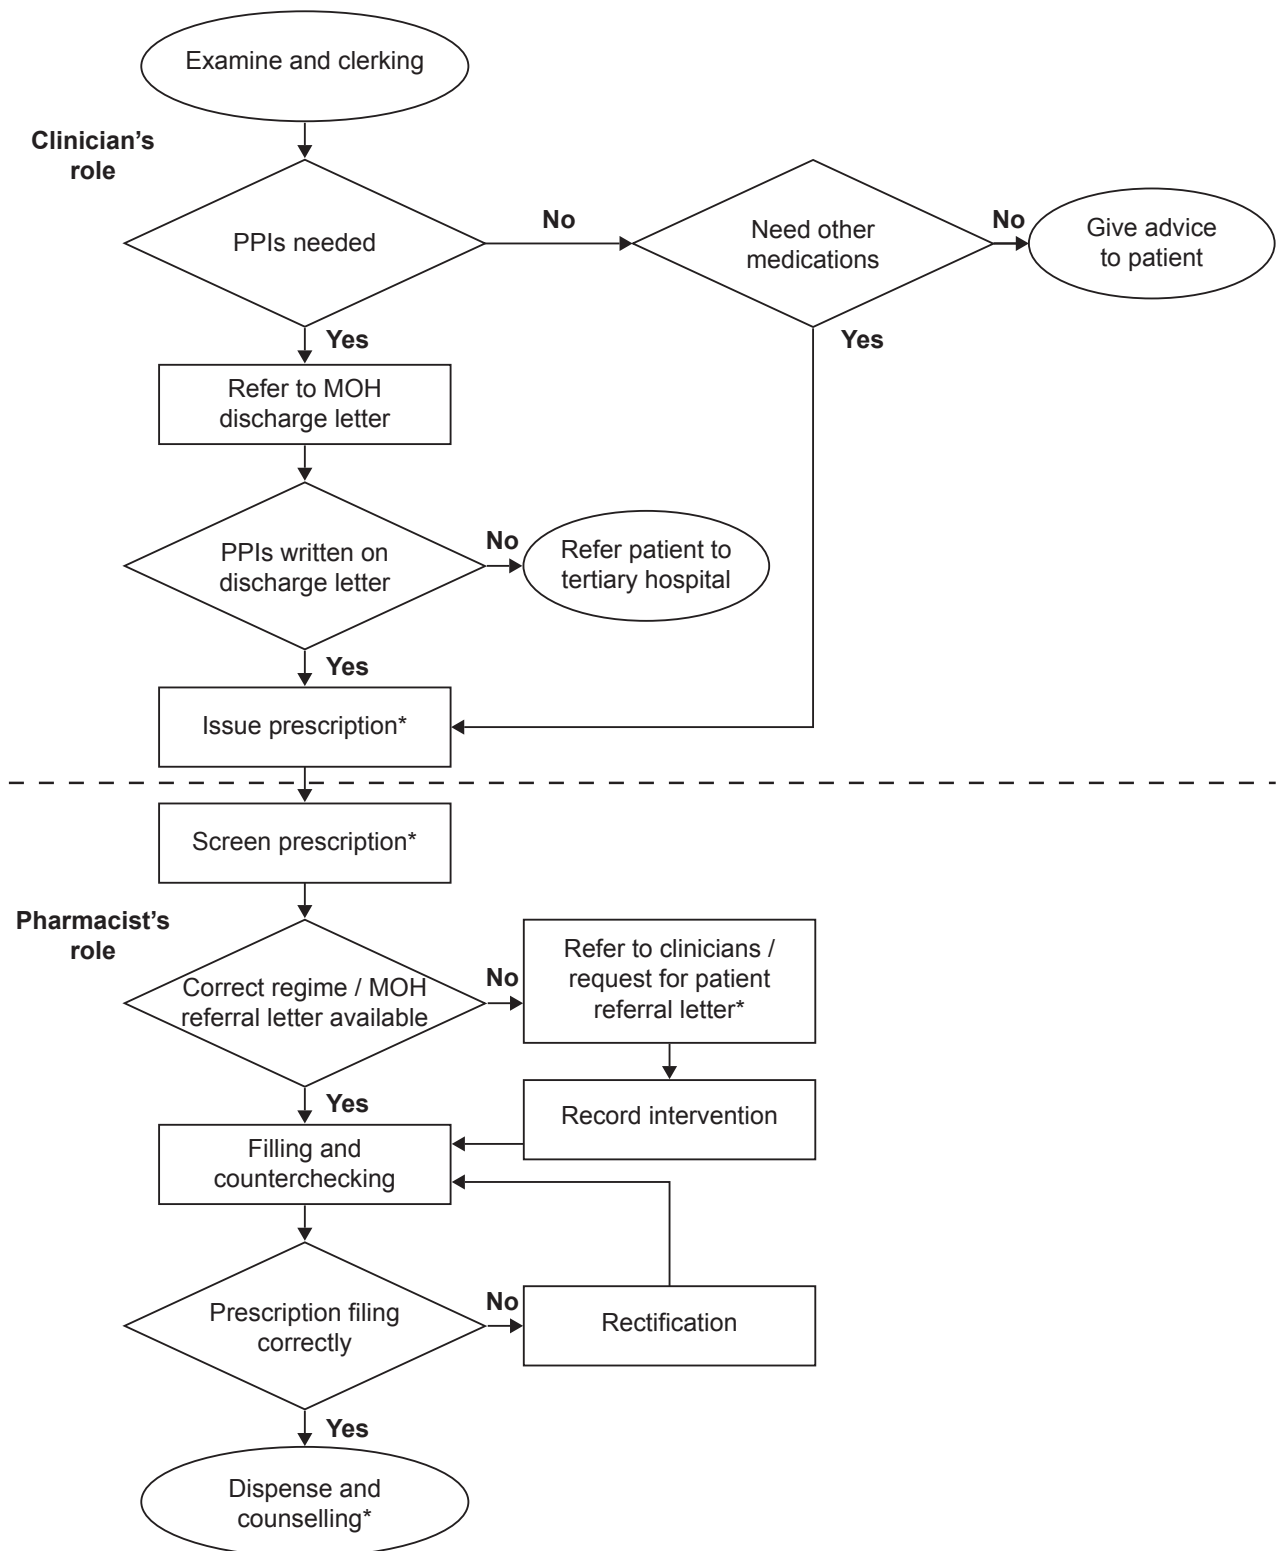 Examine and clerking
Clinician's
role
PPIs needed
No
Need other
medications
No
Give advice
to patient
Yes
Yes
Refer to MOH
discharge letter
PPIs written on
discharge letter
No
Refer patient to
tertiary hospital
Yes
Issue prescription*
Screen prescription*
Pharmacist's
role
Correct regime / MOH
referral letter available
No
Refer to clinicians /
request for patient
referral letter*
Yes
Record intervention
Filling and
counterchecking
Prescription filing
correctly
No
Rectification
Yes
Dispense and
counselling*